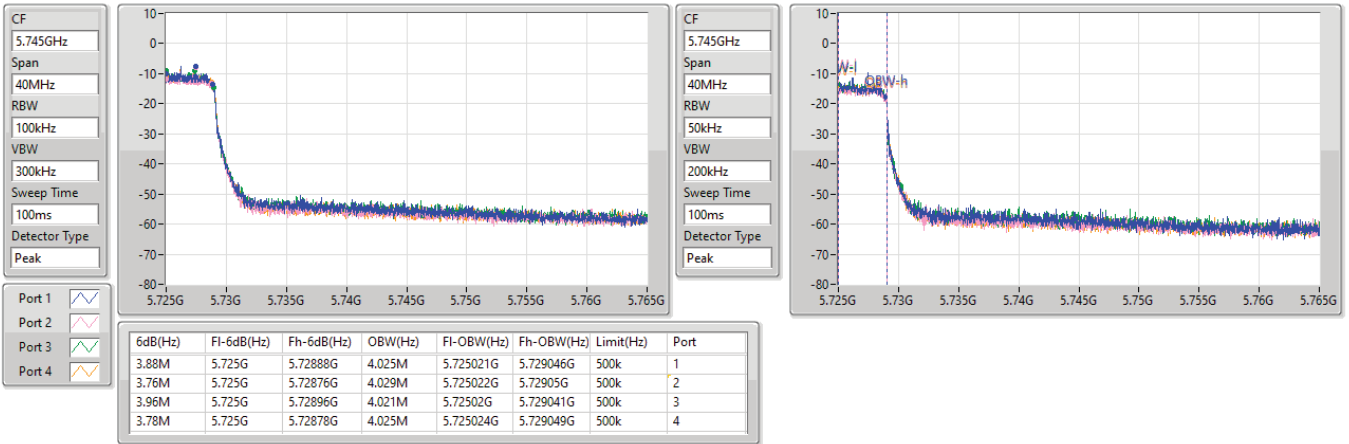 CF
5.745GHz
Span
40MHz
RBW
100kHz
VBW
300kHz
Sweep Time
100ms
Detector Type
Peak
10
0
-10
-20
-30
-40
-50
-60
-70
-80
5.725G 5.73G 5.735G 5.74G 5.745G 5.75G 5.755G 5.76G 5.765G
CF
5.745GHz
Span
40MHz
RBW
50kHz
VBW
200kHz
Sweep Time
100ms
Detector Type
Peak
10
0
-10
-20
-30
-40
-50
-60
-70
-80
W-l
OBW-h
5.725G 5.73G 5.735G 5.74G 5.745G 5.75G 5.755G 5.76G 5.765G
Port 1
Port 2
Port 3
Port 4
6dB(Hz) Fl-6dB(Hz) Fh-6dB(Hz) OBW(Hz) Fl-OBW(Hz) Fh-OBW(Hz) Limit(Hz) Port
3.88M 5.725G 5.72888G 4.025M 5.725021G 5.729046G 500k 1
3.76M 5.725G 5.72876G 4.029M 5.725022G 5.72905G 500k 2
3.96M 5.725G 5.72896G 4.021M 5.72502G 5.729041G 500k 3
3.78M 5.725G 5.72878G 4.025M 5.725024G 5.729049G 500k 4